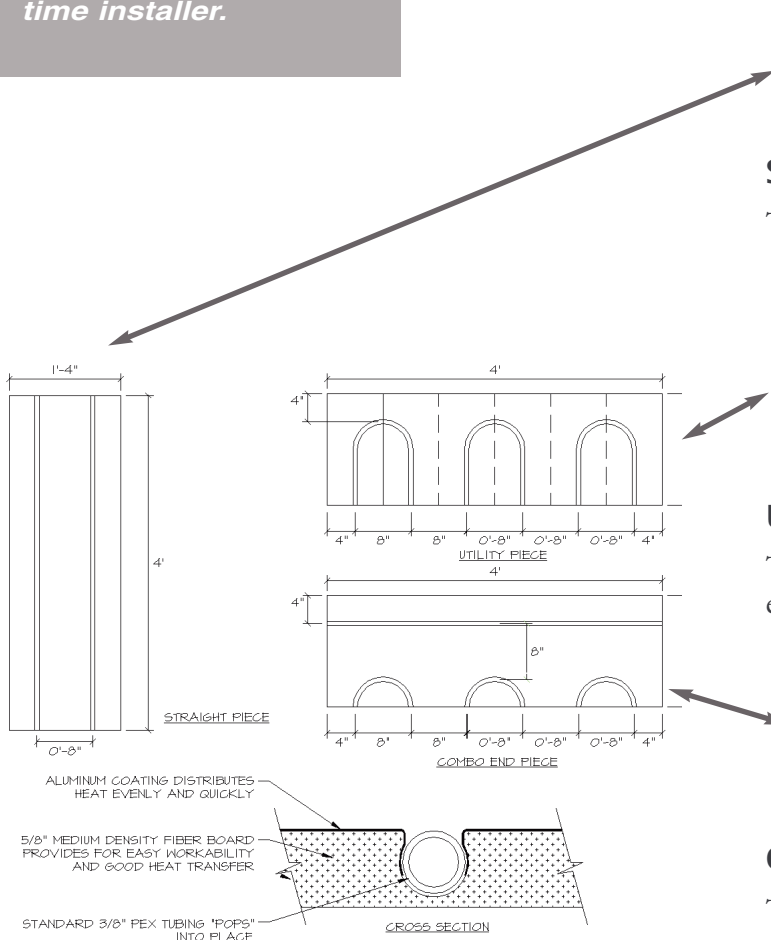 time installer.
1'-4"
4'
0'-8"
STRAIGHT PIECE
4'
4"
4" 8" 8" 0'-8" 0'-8" 0'-8" 4"
UTILITY PIECE
4'
4"
8"
4" 8" 8" 0'-8" 0'-8" 0'-8" 4"
COMBO END PIECE
ALUMINUM COATING DISTRIBUTES
HEAT EVENLY AND QUICKLY
5/8" MEDIUM DENSITY FIBER BOARD
PROVIDES FOR EASY WORKABILITY
AND GOOD HEAT TRANSFER
STANDARD 3/8" PEX TUBING "POPS"
INTO PLACE
CROSS SECTION